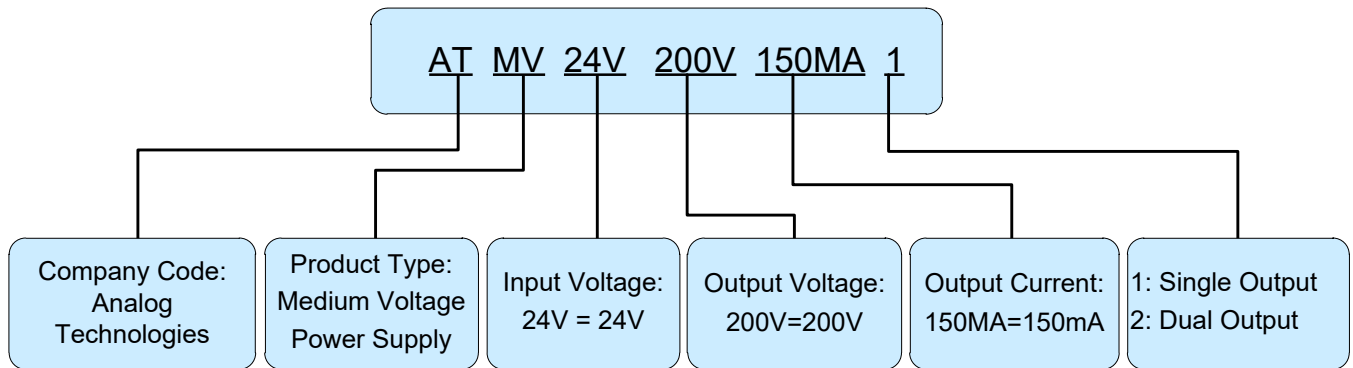 AT MV 24V 200V 150MA 1
Company Code:
Analog
Technologies
Product Type:
Medium Voltage
Power Supply
Input Voltage:
24V = 24V
Output Voltage:
200V=200V
Output Current:
150MA=150mA
1: Single Output
2: Dual Output